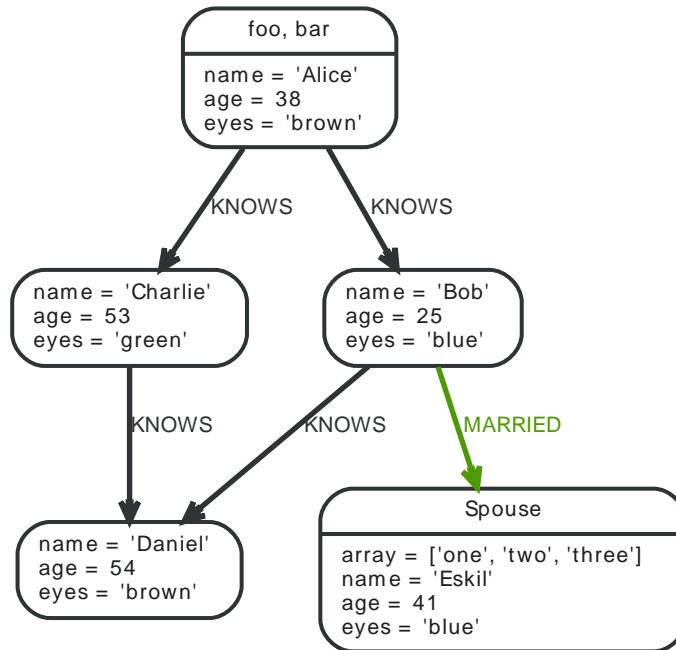 foo, bar
name = 'Alice'
age = 38
eyes = 'brown'
KNOWS
KNOWS
name = 'Charlie'
age = 53
eyes = 'green'
name = 'Bob'
age = 25
eyes = 'blue'
KNOWS
KNOWS
MARRIED
name = 'Daniel'
age = 54
eyes = 'brown'
Spouse
array = ['one', 'two', 'three']
name = 'Eskil'
age = 41
eyes = 'blue'